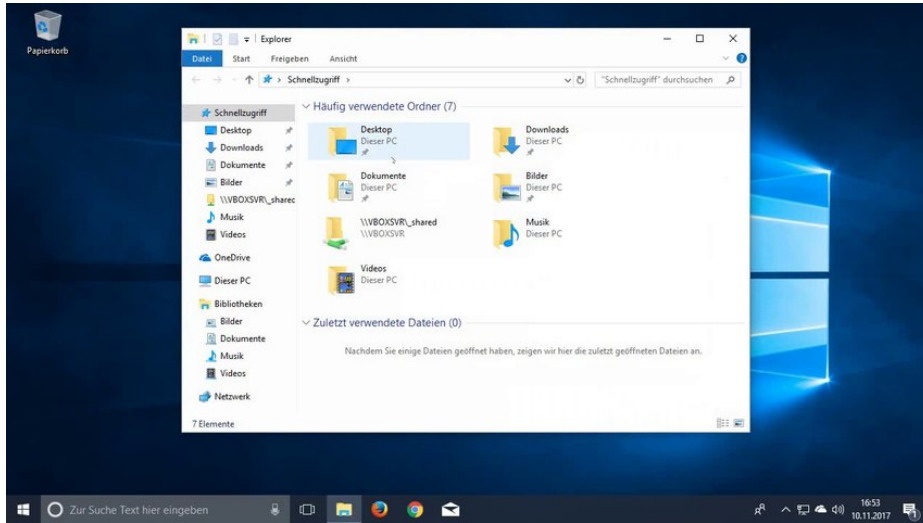 Papierkorb
Explorer
Datei Start Freigeben Ansicht
Schnellzugriff
"Schnellzugriff" durchsuchen
Schnellzugriff
Desktop
Downloads
Dokumente
Bilder
\\VBOXSVR\_shared
Musik
Videos
OneDrive
Dieser PC
Bibliotheken
Bilder
Dokumente
Musik
Videos
Netzwerk
Häufig verwendete Ordner (7)
Desktop
Dieser PC
Downloads
Dieser PC
Dokumente
Dieser PC
Bilder
Dieser PC
\\VBOXSVR\_shared
\\VBOXSVR
Musik
Dieser PC
Videos
Dieser PC
Zuletzt verwendete Dateien (0)
Nachdem Sie einige Dateien geöffnet haben, zeigen wir hier die zuletzt geöffneten Dateien an.
7 Elemente
Zur Suche Text hier eingeben
16:53
10.11.2017